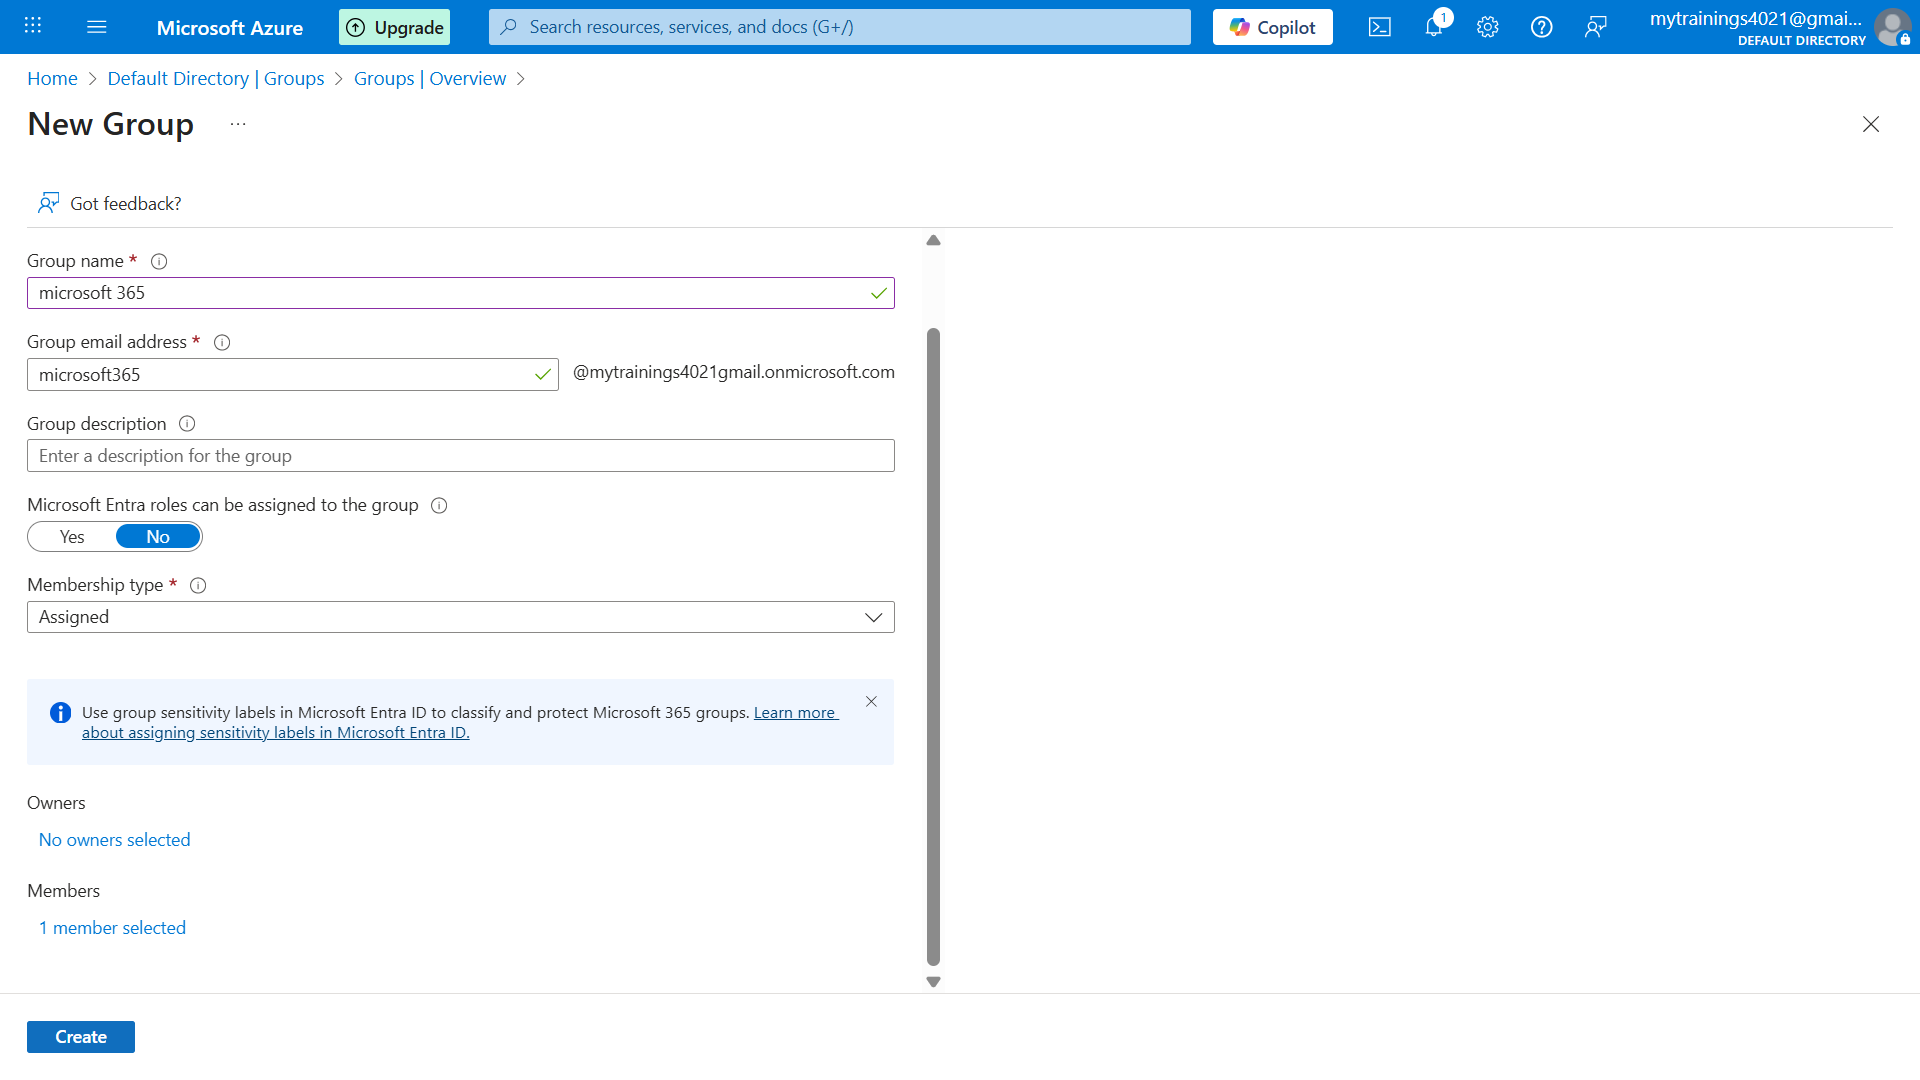 Microsoft Azure
Upgrade
Search resources, services, and docs (G+/)
Copilot
1
mytrainings4021@gmai...
DEFAULT DIRECTORY
Home > Default Directory | Groups > Groups | Overview >
New Group ...
Got feedback?
Group name *
microsoft 365
Group email address *
microsoft365
@mytrainings4021gmail.onmicrosoft.com
Group description
Enter a description for the group
Microsoft Entra roles can be assigned to the group
Yes No
Membership type *
Assigned
Use group sensitivity labels in Microsoft Entra ID to classify and protect Microsoft 365 groups. Learn more
about assigning sensitivity labels in Microsoft Entra ID.
Owners
No owners selected
Members
1 member selected
Create